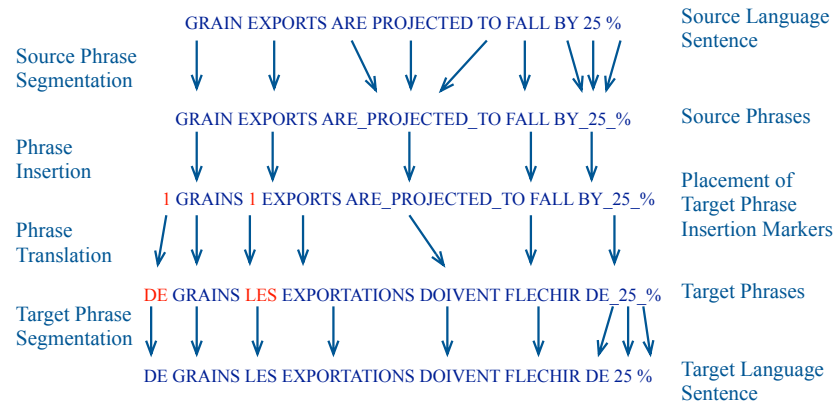 GRAIN EXPORTS ARE PROJECTED TO FALL BY 25 %
Source Language
Sentence
Source Phrase
Segmentation
GRAIN EXPORTS ARE_PROJECTED_TO FALL BY_25_%
Source Phrases
Phrase
Insertion
1 GRAINS 1 EXPORTS ARE_PROJECTED_TO FALL BY_25_%
Placement of
Target Phrase
Insertion Markers
Phrase
Translation
DE GRAINS LES EXPORTATIONS DOIVENT FLECHIR DE_25_%
Target Phrases
Target Phrase
Segmentation
DE GRAINS LES EXPORTATIONS DOIVENT FLECHIR DE 25 %
Target Language
Sentence